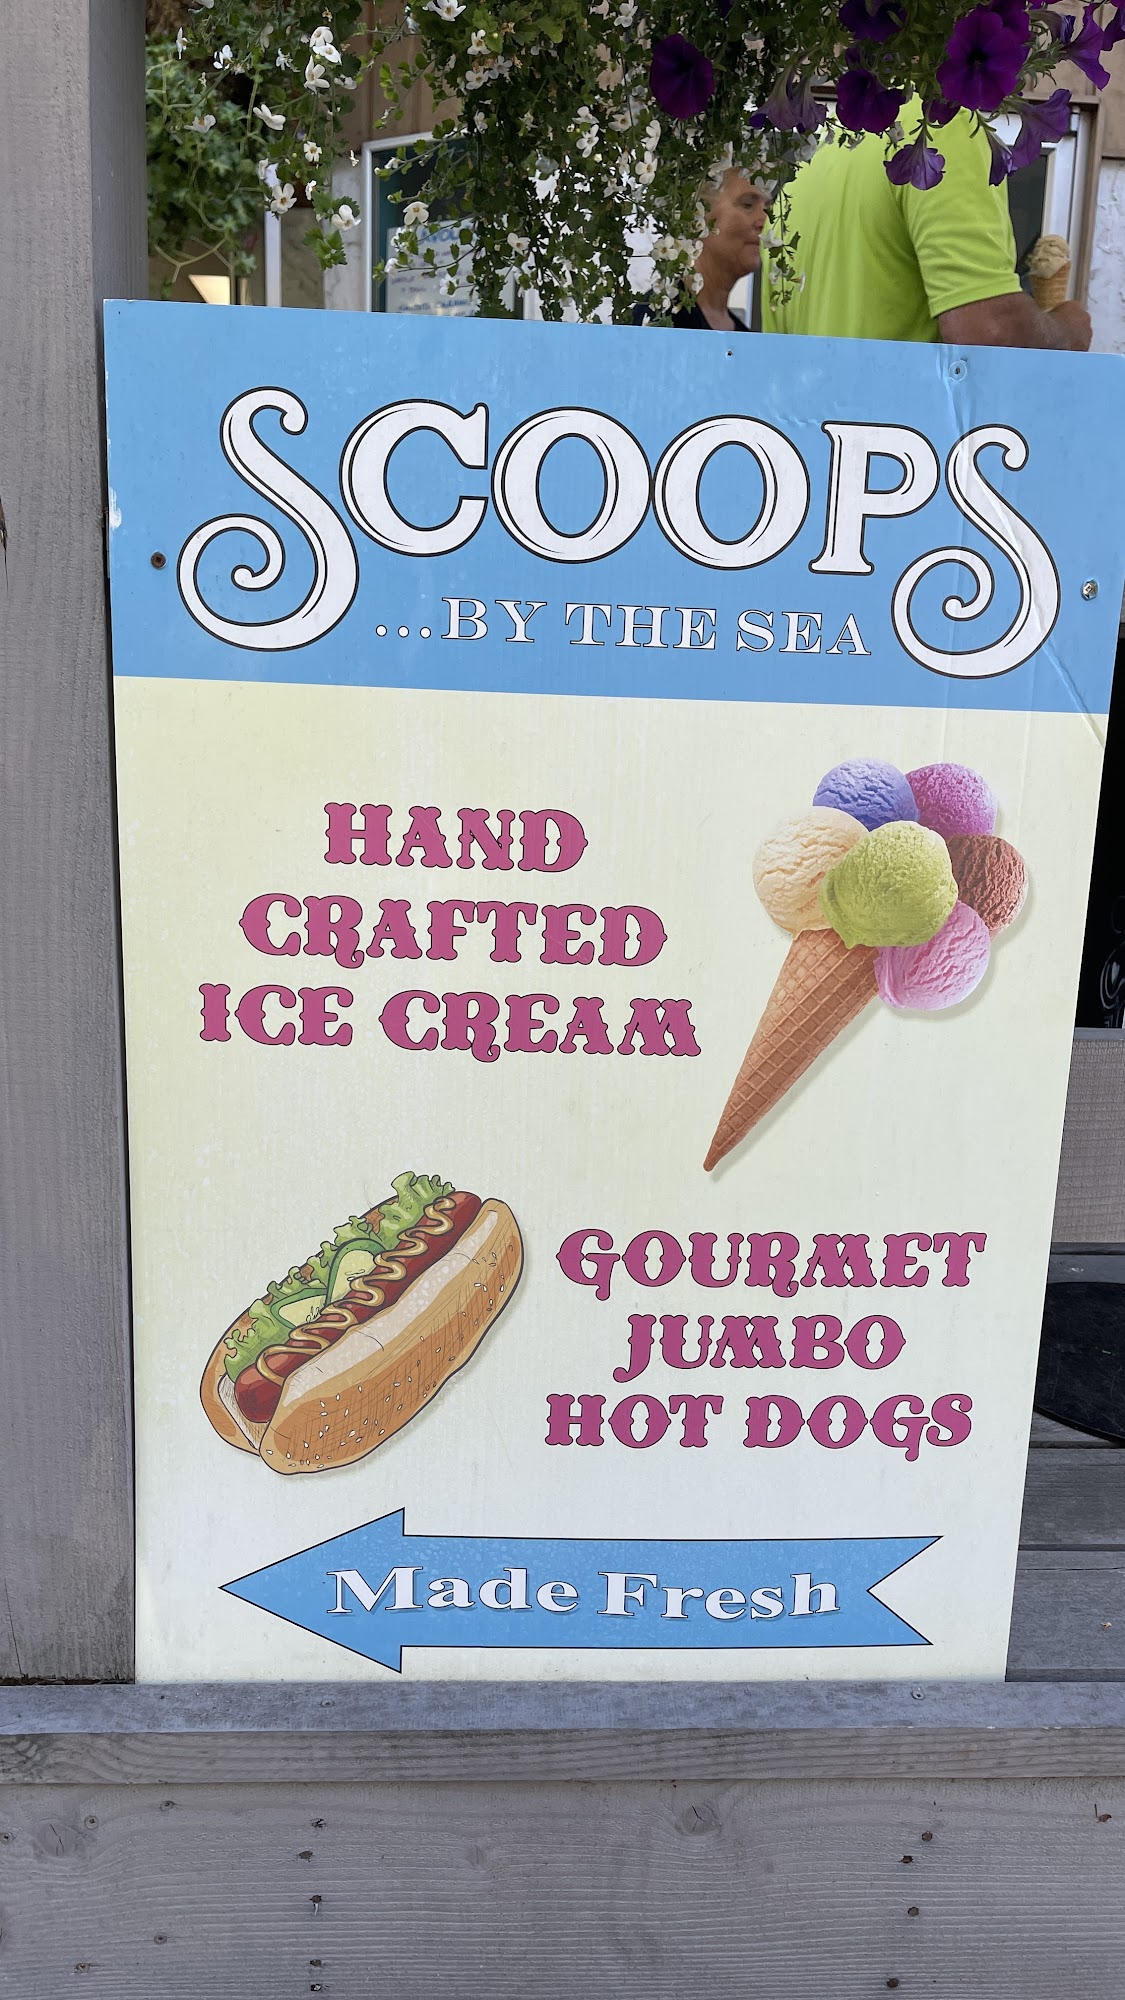 SCOOPS
...BY THE SEA
HAND
CRAFTED
ICE CREAM
GOURMET
JUMBO
HOT DOGS
Made Fresh